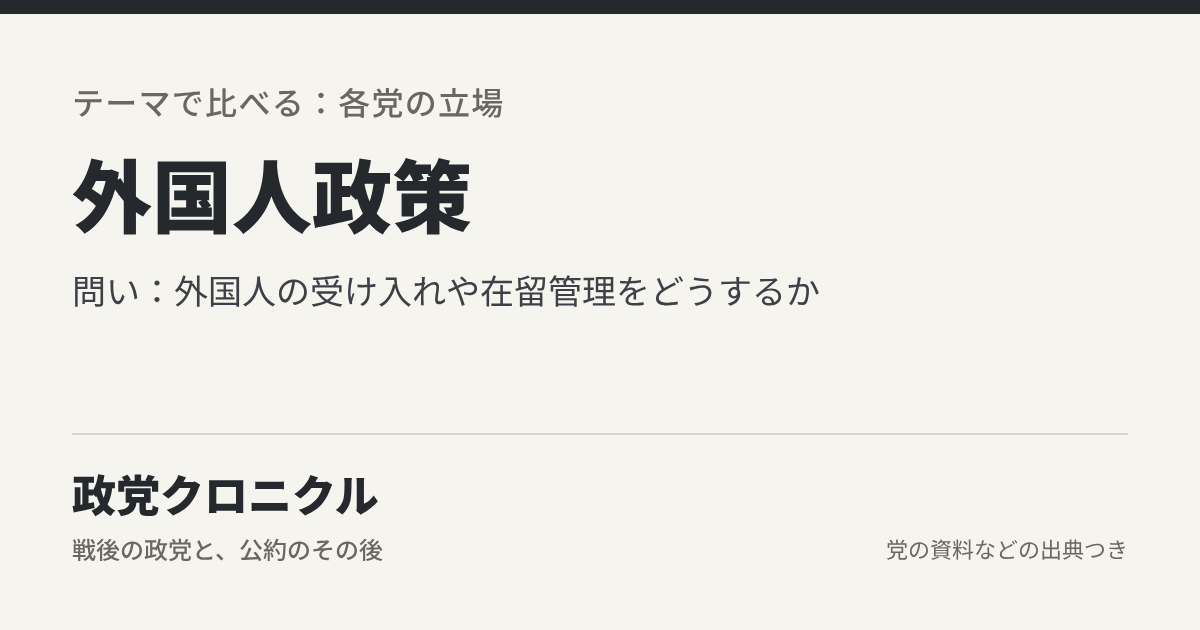 テーマで比べる：各党の立場
外国人政策
問い：外国人の受け入れや在留管理をどうするか
政党クロニクル
戦後の政党と、公約のその後
党の資料などの出典つき